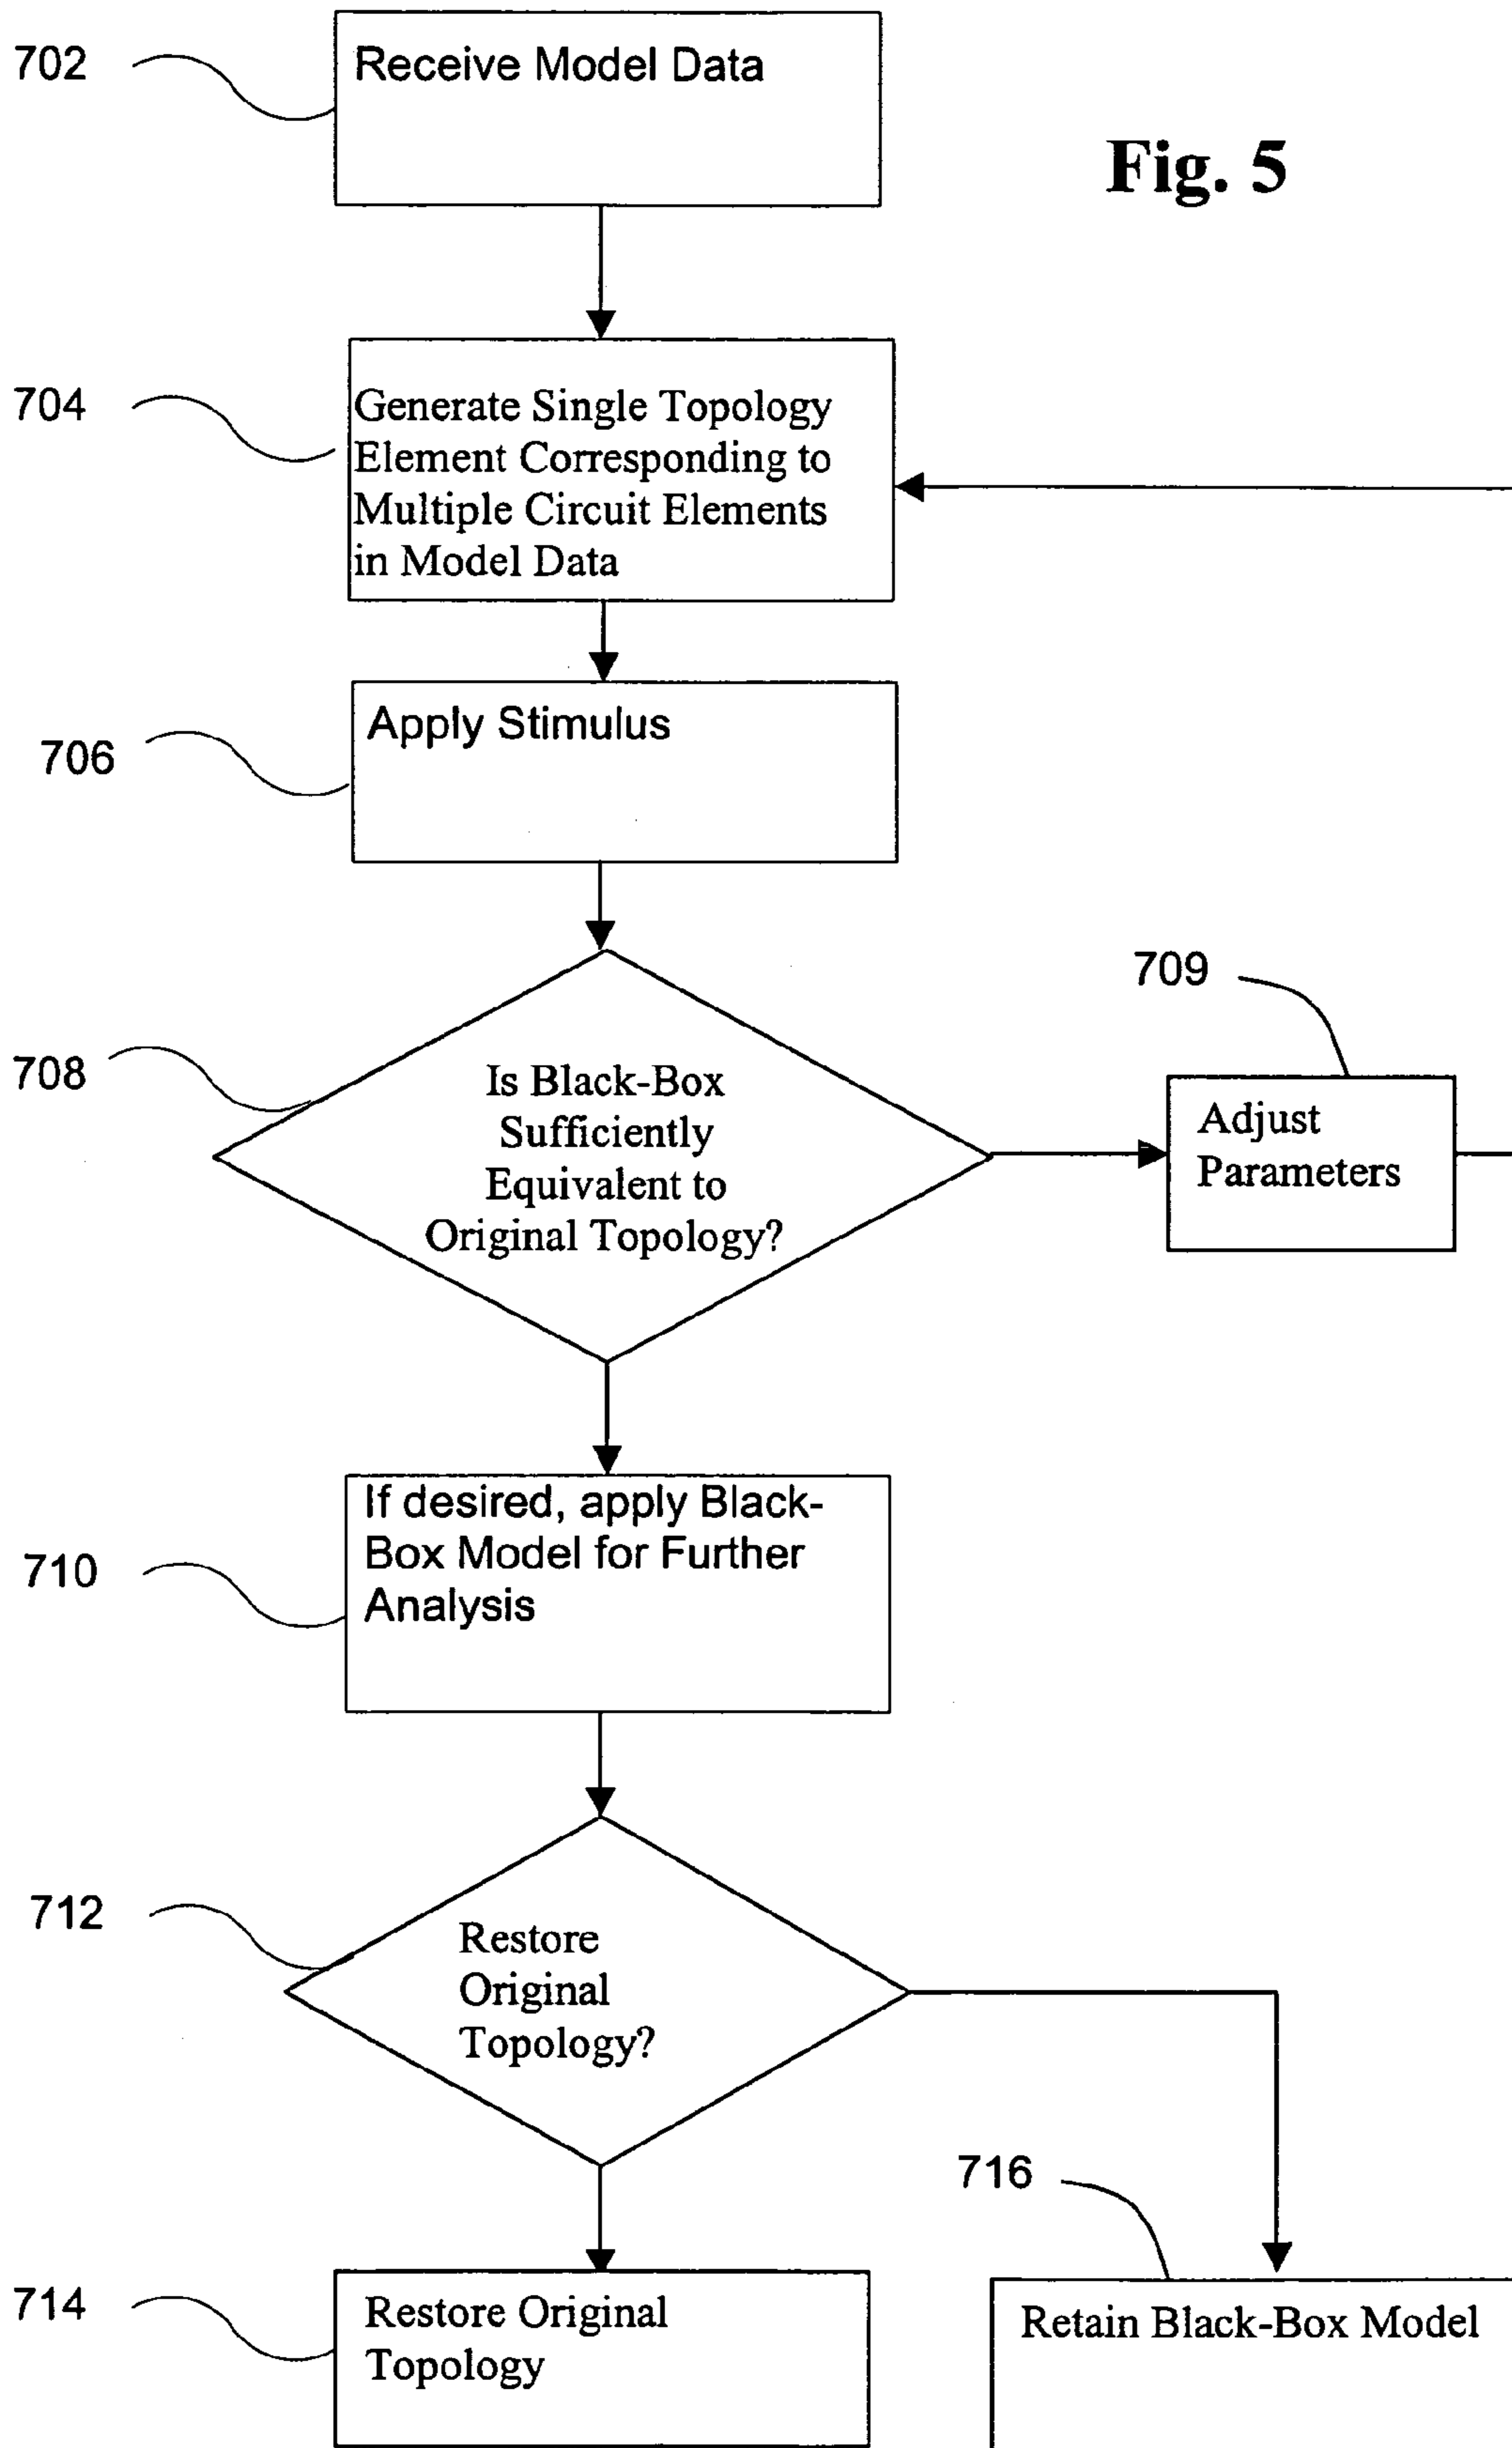 702
Receive Model Data
Fig. 5
704
Generate Single Topology
Element Corresponding to
Multiple Circuit Elements
in Model Data
706
Apply Stimulus
708
Is Black-Box
Sufficiently
Equivalent to
Original Topology?
709
Adjust
Parameters
710
If desired, apply Black-
Box Model for Further
Analysis
712
Restore
Original
Topology?
714
Restore Original
Topology
716
Retain Black-Box Model